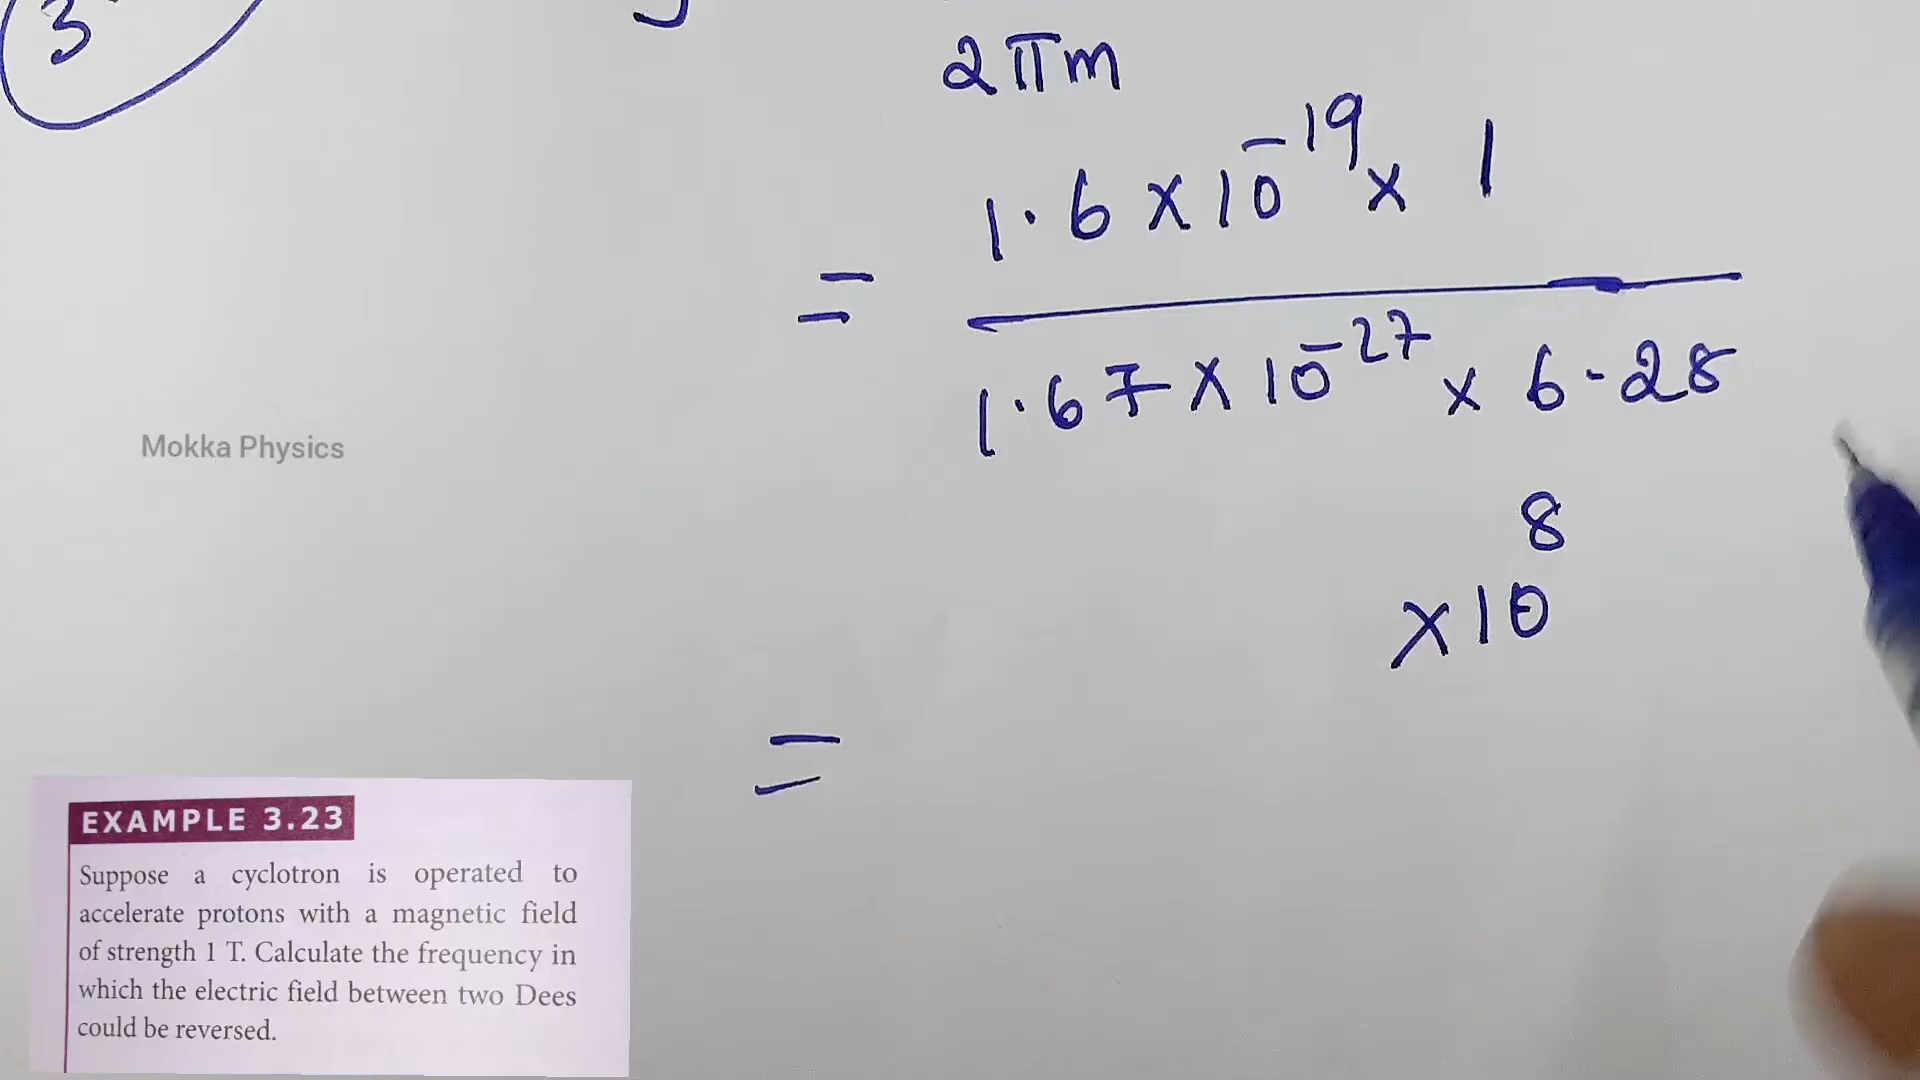 3
2πm
1.6 × 10⁻¹⁹ × 1
=
1.67 × 10⁻²⁷ × 6.28
8
×10
=
Mokka Physics
EXAMPLE 3.23
Suppose a cyclotron is operated to
accelerate protons with a magnetic field
of strength 1 T. Calculate the frequency in
which the electric field between two Dees
could be reversed.